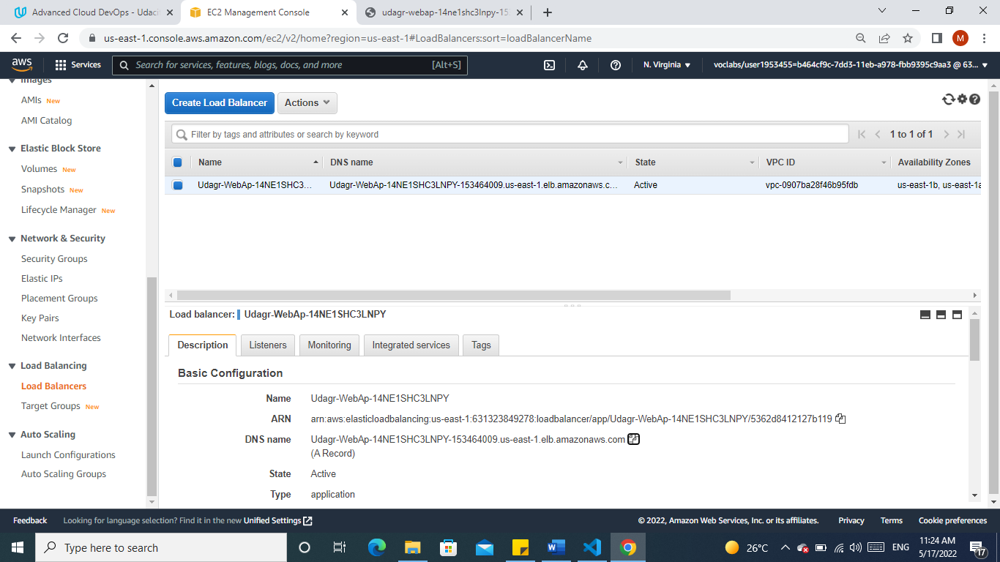 Advanced Cloud DevOps - Udaci
EC2 Management Console
udagr-webap-14ne1shc3lnpy-15
us-east-1.console.aws.amazon.com/ec2/v2/home?region=us-east-1#LoadBalancers:sort=loadBalancerName
M
aws
Services
Search for services, features, blogs, docs, and more
[Alt+S]
N. Virginia
voclabs/user1953455=b464cf9c-7dd3-11eb-a978-fbb9395c9aa3 @ 63...
Images
AMIs New
AMI Catalog
Elastic Block Store
Volumes New
Snapshots New
Lifecycle Manager New
Network & Security
Security Groups
Elastic IPs
Placement Groups
Key Pairs
Network Interfaces
Load Balancing
Load Balancers
Target Groups New
Auto Scaling
Launch Configurations
Auto Scaling Groups
Create Load Balancer
Actions
Filter by tags and attributes or search by keyword
1 to 1 of 1
Name DNS name State VPC ID Availability Zones
Udagr-WebAp-14NE1SHC3... Udagr-WebAp-14NE1SHC3LNPY-153464009.us-east-1.elb.amazonaws.c... Active vpc-0907ba28f46b95fdb us-east-1b, us-east-1a
Load balancer: Udagr-WebAp-14NE1SHC3LNPY
Description Listeners Monitoring Integrated services Tags
Basic Configuration
Name Udagr-WebAp-14NE1SHC3LNPY
ARN arn:aws:elasticloadbalancing:us-east-1:631323849278:loadbalancer/app/Udagr-WebAp-14NE1SHC3LNPY/5362d8412127b119
DNS name Udagr-WebAp-14NE1SHC3LNPY-153464009.us-east-1.elb.amazonaws.com
(A Record)
State Active
Type application
Feedback
Looking for language selection? Find it in the new Unified Settings
© 2022, Amazon Web Services, Inc. or its affiliates.
Privacy
Terms
Cookie preferences
Type here to search
26°C
ENG
11:24 AM
5/17/2022
17